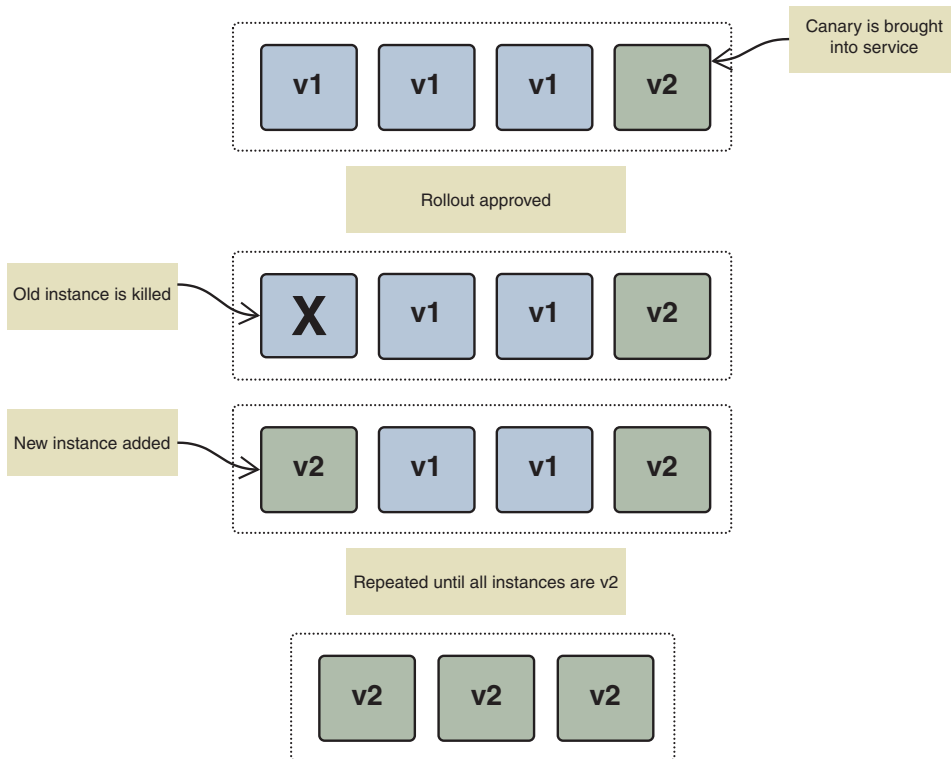 Canary is brought
into service
v1 v1 v1 v2
Rollout approved
Old instance is killed
X v1 v1 v2
New instance added
v2 v1 v1 v2
Repeated until all instances are v2
v2 v2 v2